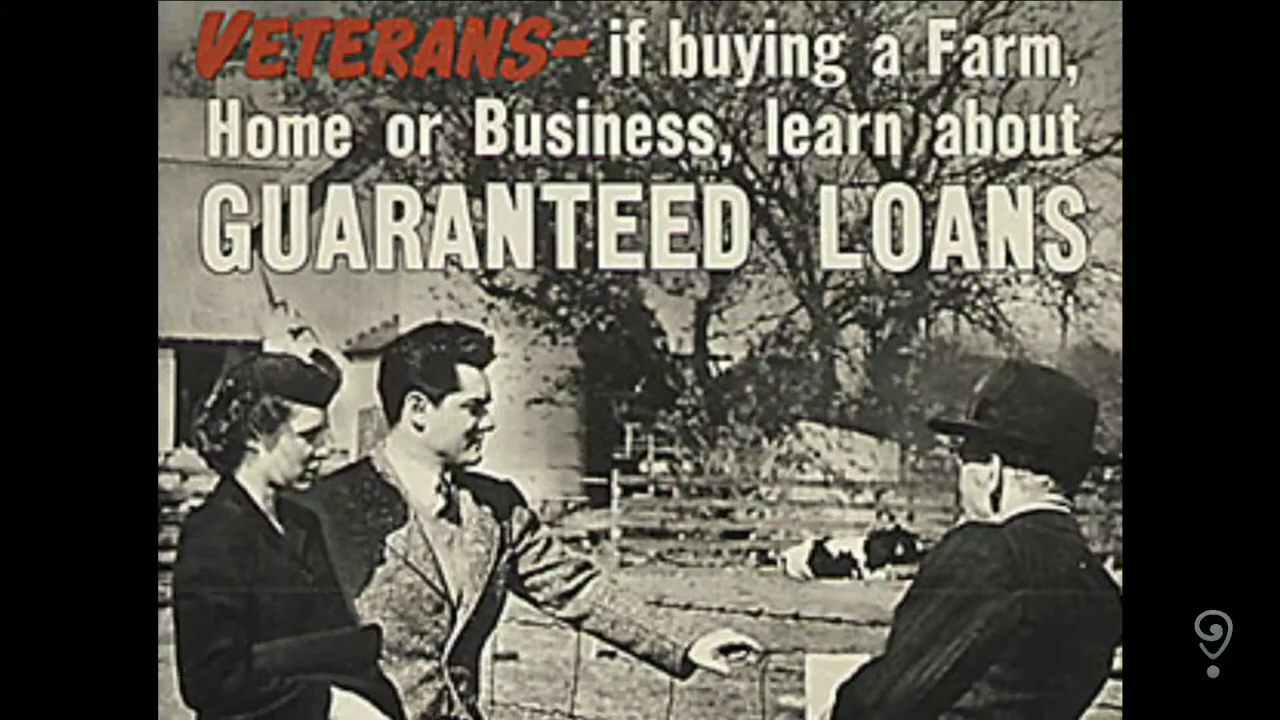 VETERANS- if buying a Farm,
Home or Business, learn about
GUARANTEED LOANS